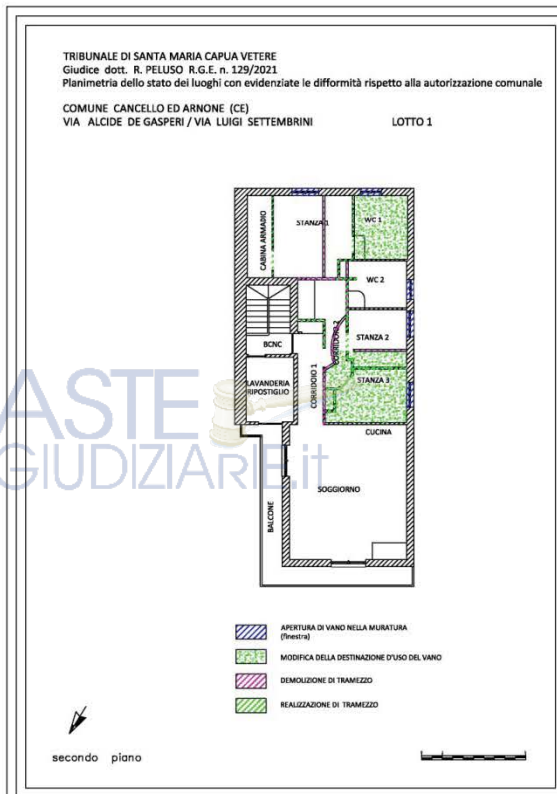 TRIBUNALE DI SANTA MARIA CAPUA VETERE
Giudice dott. R. PELUSO R.G.E. n. 129/2021
Planimetria dello stato dei luoghi con evidenziate le difformità rispetto alla autorizzazione comunale
COMUNE CANCELLO ED ARNONE (CE)
VIA ALCIDE DE GASPERI / VIA LUIGI SETTEMBRINI LOTTO 1
CABINA ARMADIO
STANZA 1
WC 1
WC 2
BCNC
CORRIDOIO 2
STANZA 2
LAVANDERIA
RIPOSTIGLIO
CORRIDOIO 1
STANZA 3
CUCINA
ASTE
GIUDIZIARIE.it
SOGGIORNO
BALCONE
APERTURA DI VANO NELLA MURATURA
(finestra)
MODIFICA DELLA DESTINAZIONE D'USO DEL VANO
DEMOLIZIONE DI TRAMEZZO
REALIZZAZIONE DI TRAMEZZO
secondo piano